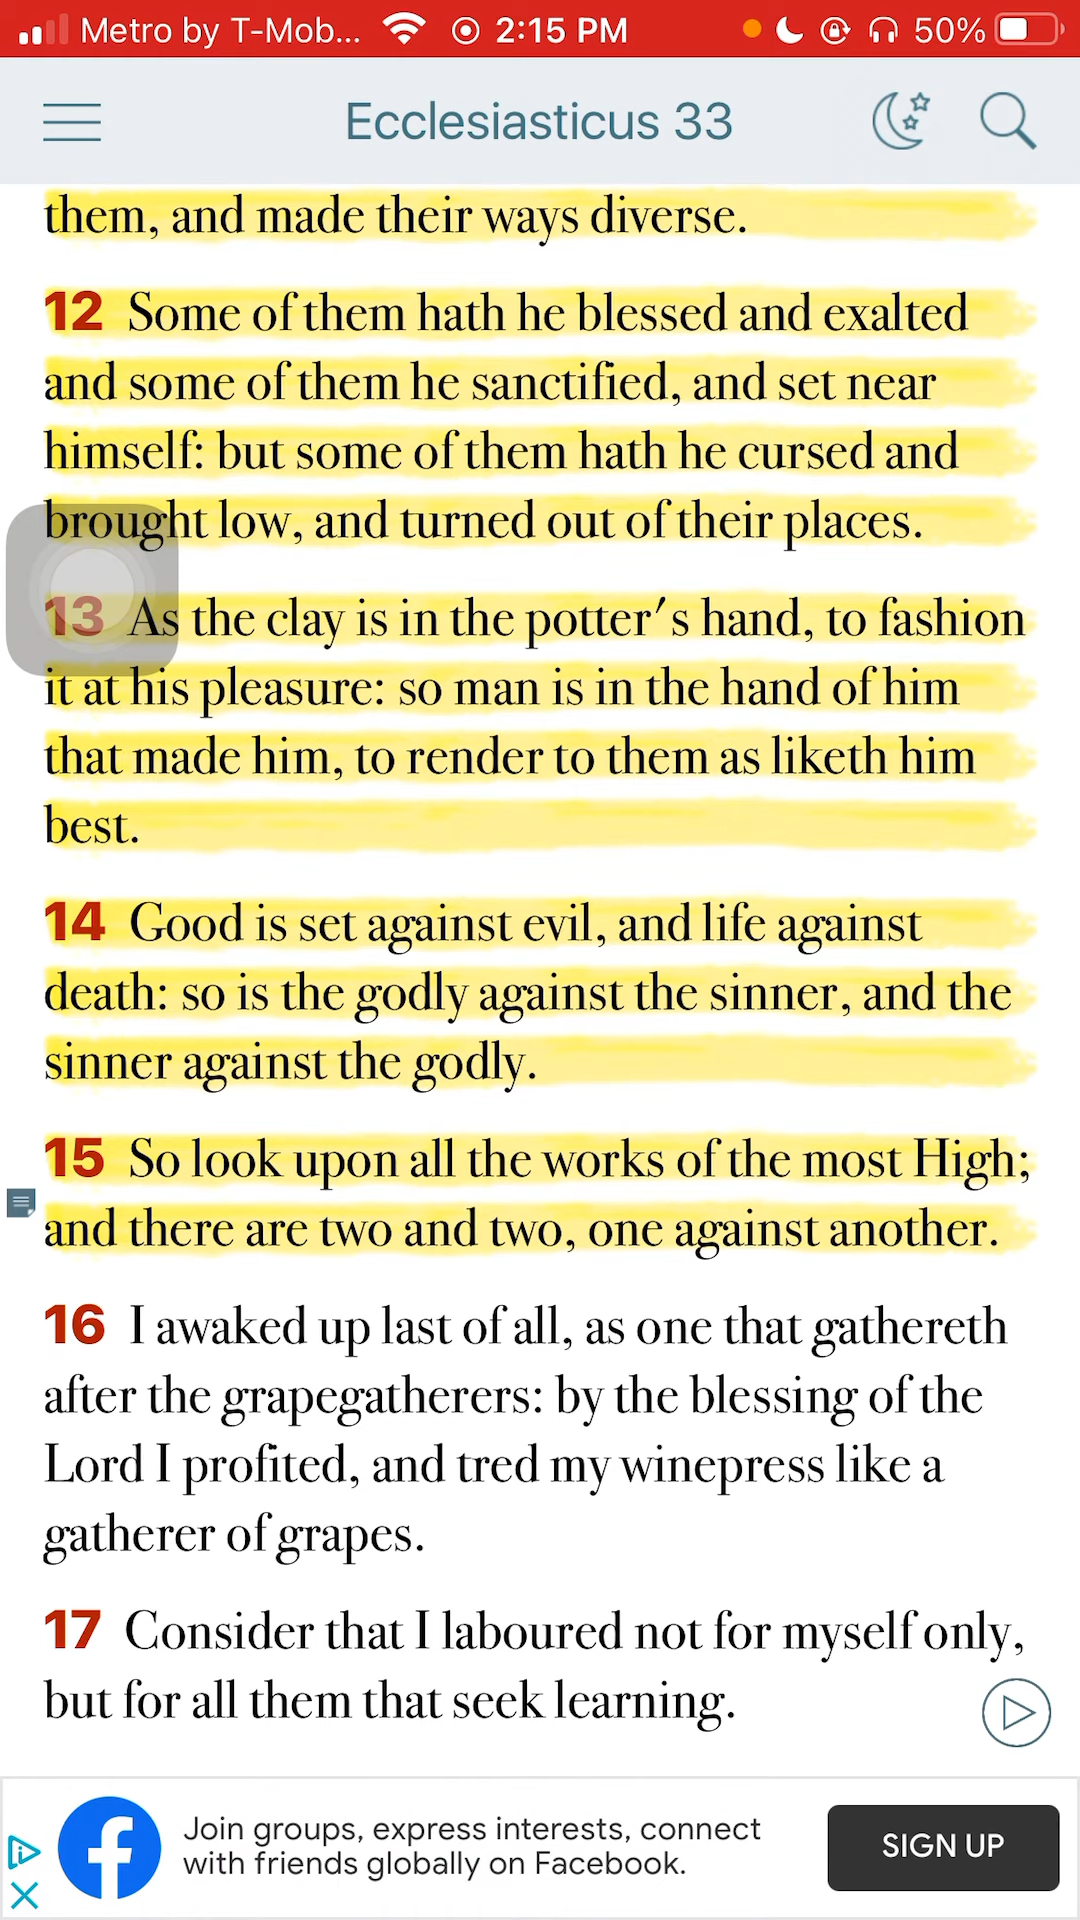 Metro by T-Mob... 2:15 PM 50%
Ecclesiasticus 33
them, and made their ways diverse.
12 Some of them hath he blessed and exalted
and some of them he sanctified, and set near
himself: but some of them hath he cursed and
brought low, and turned out of their places.
13 As the clay is in the potter's hand, to fashion
it at his pleasure: so man is in the hand of him
that made him, to render to them as liketh him
best.
14 Good is set against evil, and life against
death: so is the godly against the sinner, and the
sinner against the godly.
15 So look upon all the works of the most High;
and there are two and two, one against another.
16 I awaked up last of all, as one that gathereth
after the grapegatherers: by the blessing of the
Lord I profited, and tred my winepress like a
gatherer of grapes.
17 Consider that I laboured not for myself only,
but for all them that seek learning.
Join groups, express interests, connect
with friends globally on Facebook.
SIGN UP